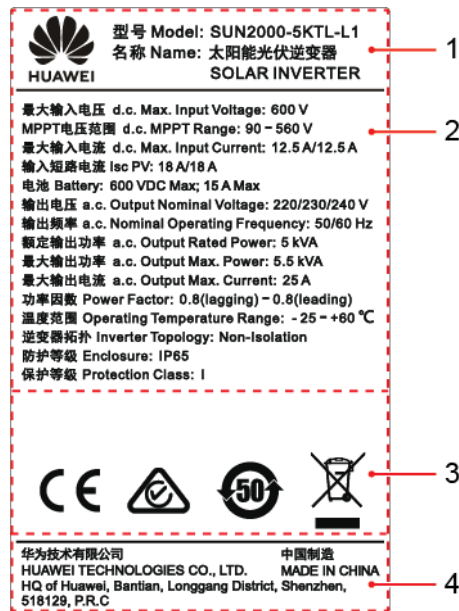 HUAWEI
型号 Model: SUN2000-5KTL-L1
名称 Name: 太阳能光伏逆变器
SOLAR INVERTER
1
最大输入电压 d.c. Max. Input Voltage: 600 V
MPPT电压范围 d.c. MPPT Range: 90 – 560 V
最大输入电流 d.c. Max. Input Current: 12.5 A/12.5 A
输入短路电流 Isc PV: 18 A/18 A
电池 Battery: 600 VDC Max; 15 A Max
输出电压 a.c. Output Nominal Voltage: 220/230/240 V
输出频率 a.c. Nominal Operating Frequency: 50/60 Hz
额定输出功率 a.c. Output Rated Power: 5 kVA
最大输出功率 a.c. Output Max. Power: 5.5 kVA
最大输出电流 a.c. Output Max. Current: 25 A
功率因数 Power Factor: 0.8(lagging) – 0.8(leading)
温度范围 Operating Temperature Range: - 25 – +60 ℃
逆变器拓扑 Inverter Topology: Non-Isolation
防护等级 Enclosure: IP65
保护等级 Protection Class: I
2
CE
50
3
华为技术有限公司 中国制造
HUAWEI TECHNOLOGIES CO., LTD. MADE IN CHINA
HQ of Huawei, Bantian, Longgang District, Shenzhen,
518129, P.R.C
4